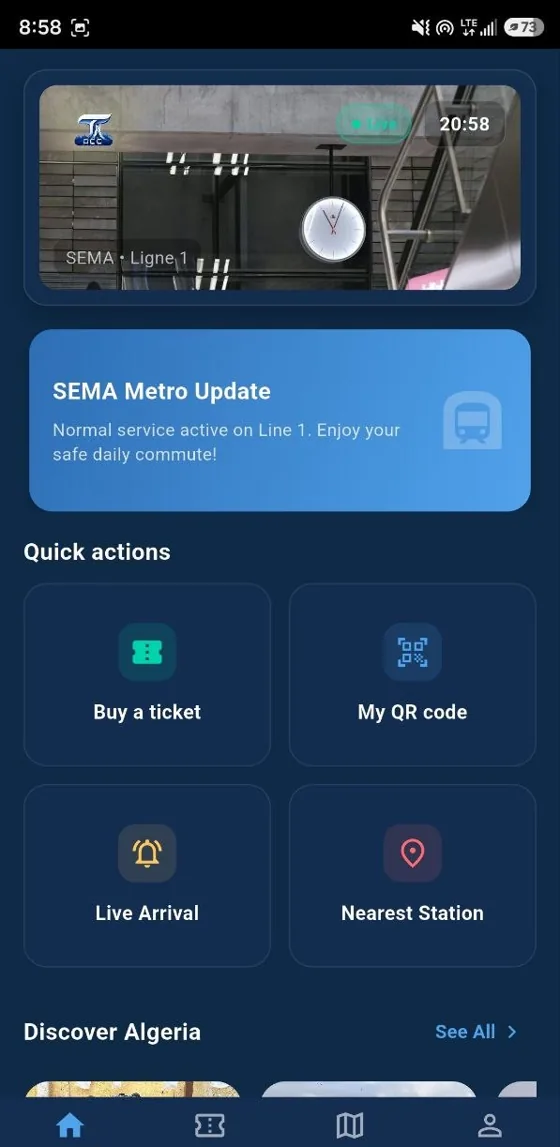 8:58
LTE
73
OCC
Live
20:58
SEMA • Ligne 1
SEMA Metro Update
Normal service active on Line 1. Enjoy your
safe daily commute!
Quick actions
Buy a ticket
My QR code
Live Arrival
Nearest Station
Discover Algeria
See All